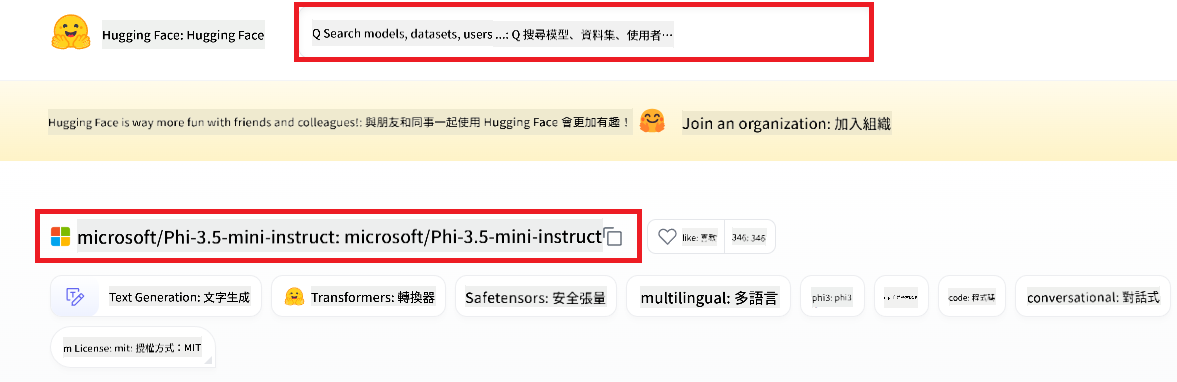 Hugging Face: Hugging Face
Q Search models, datasets, users ...: Q 搜尋模型、資料集、使用者…
Hugging Face is way more fun with friends and colleagues!: 與朋友和同事一起使用 Hugging Face 會更加有趣！
Join an organization: 加入組織
microsoft/Phi-3.5-mini-instruct: microsoft/Phi-3.5-mini-instruct
like: 喜歡
346: 346
Text Generation: 文字生成
Transformers: 轉換器
Safetensors: 安全張量
multilingual: 多語言
phi3: phi3
code: 程式碼
conversational: 對話式
m License: mit: 授權方式：MIT